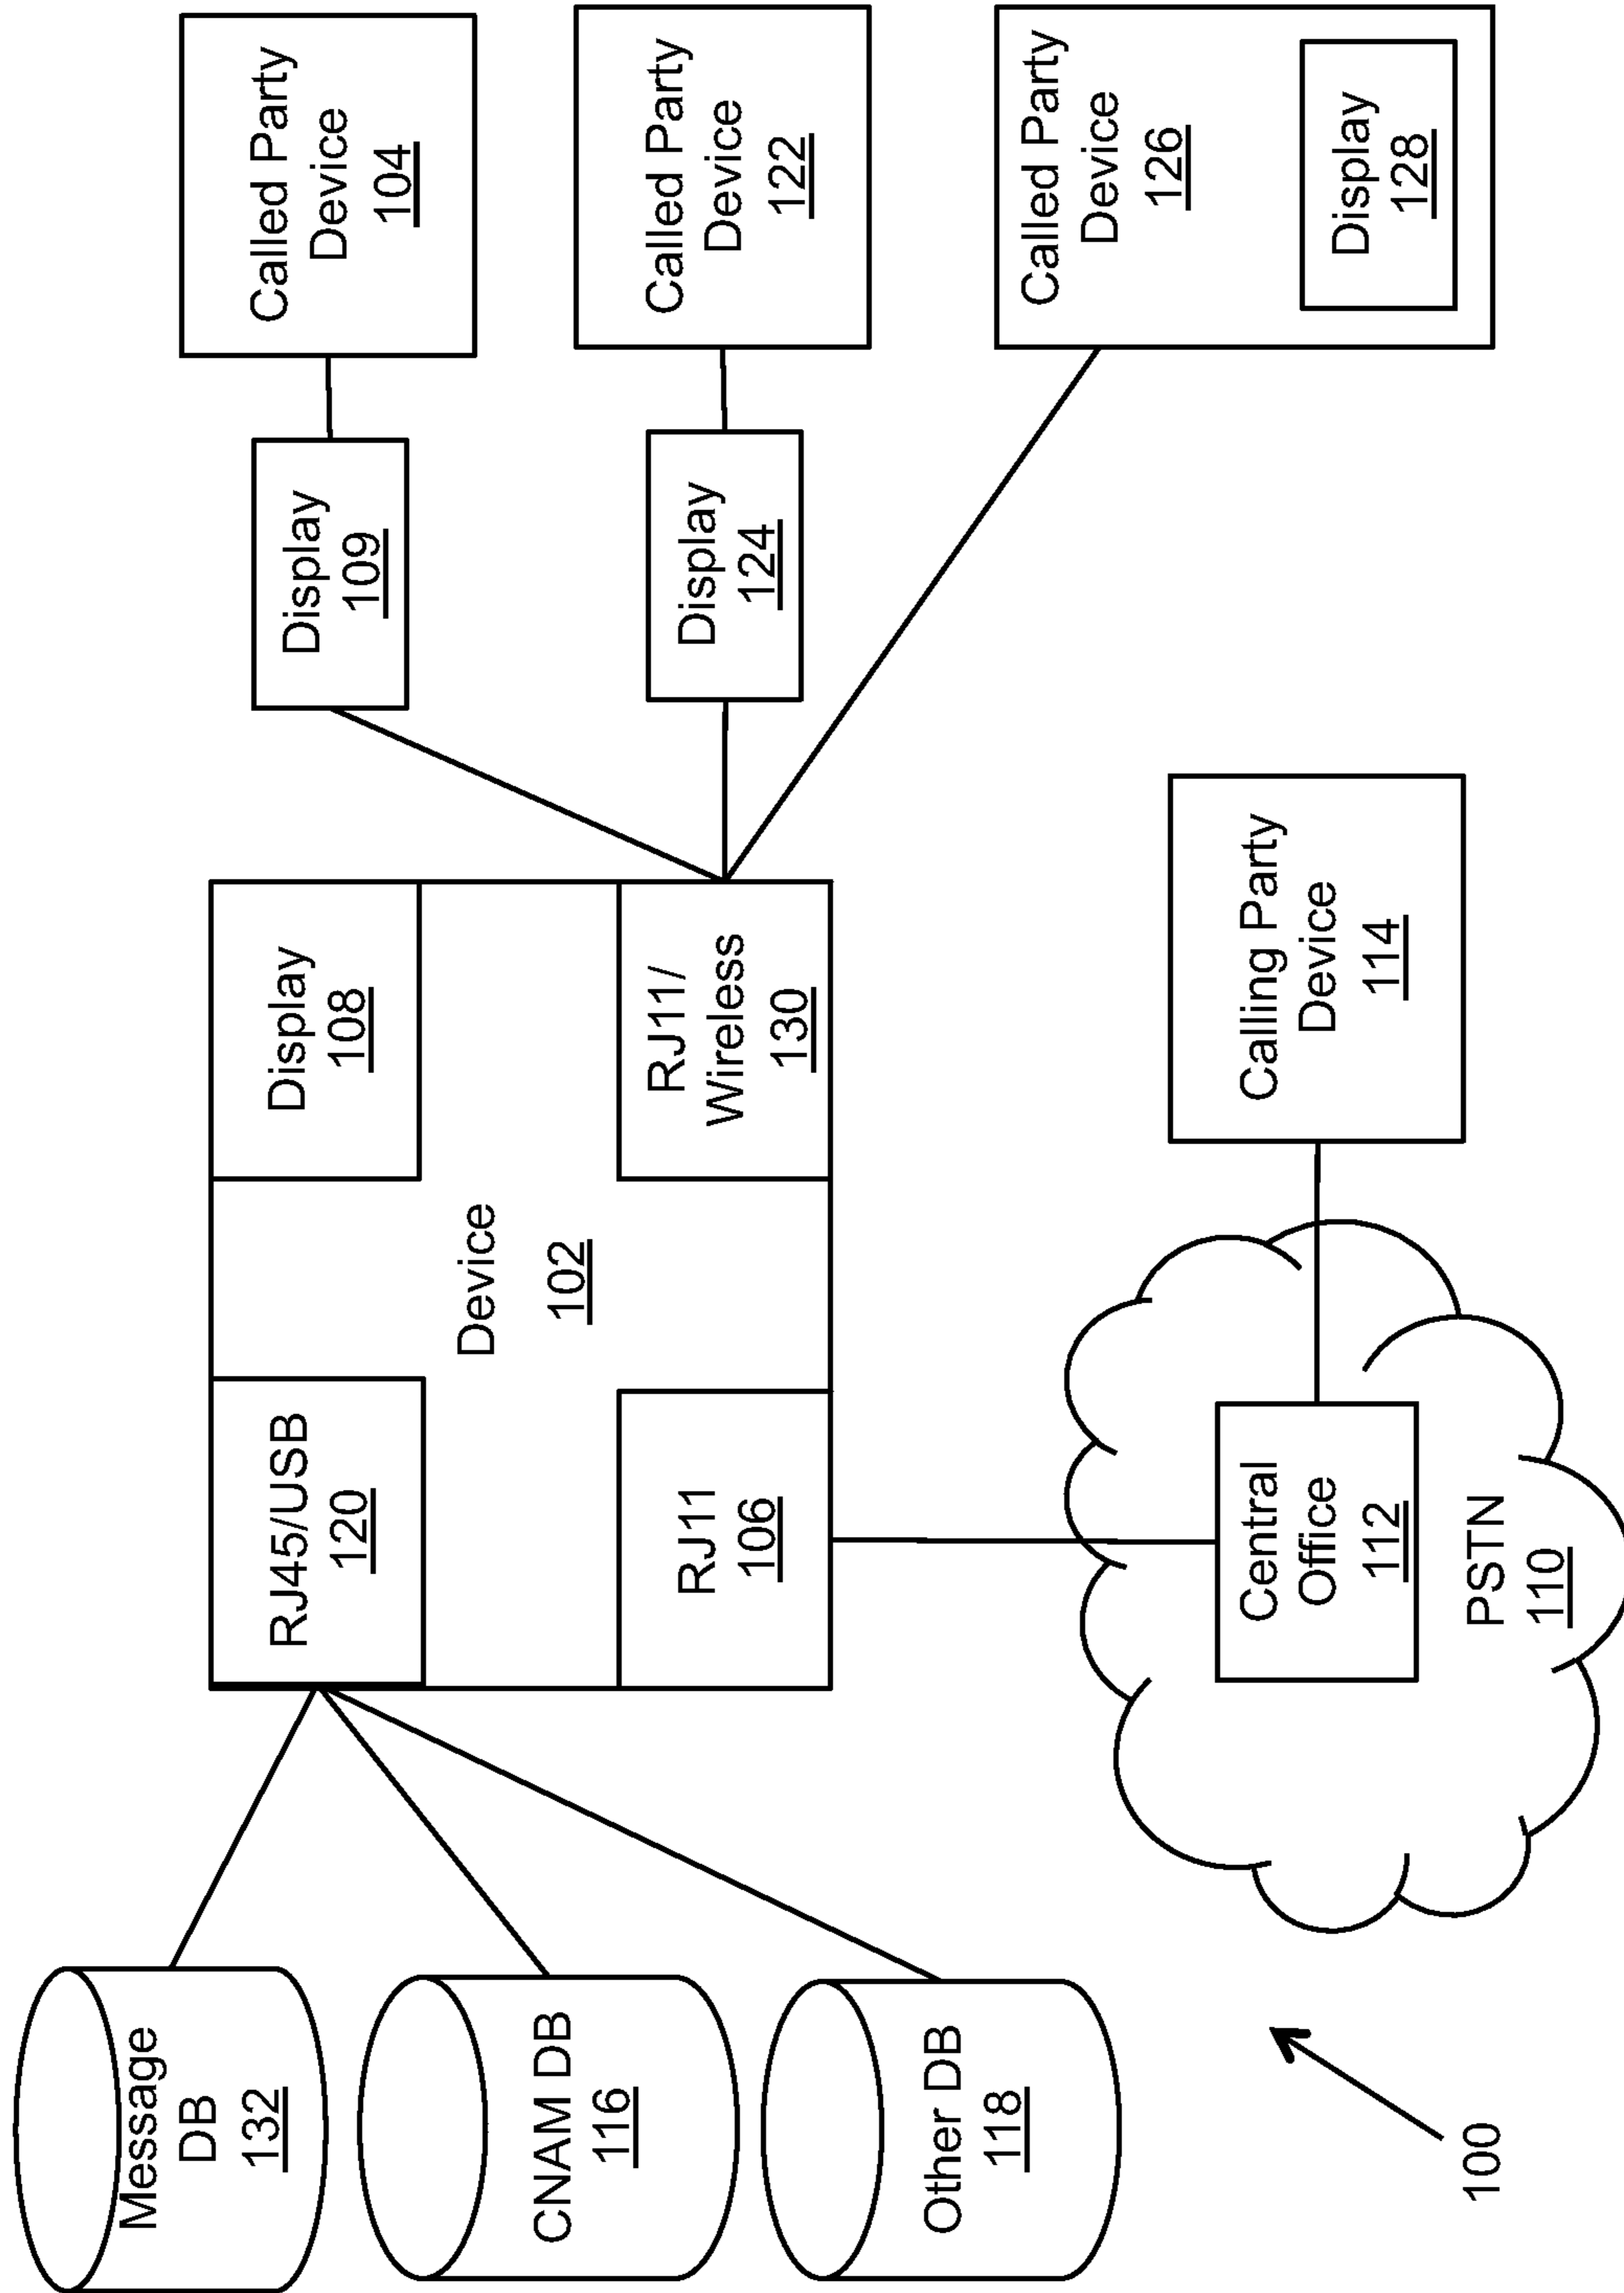 Message
DB
132
CNAM DB
116
Other DB
118
100
RJ45/USB
120
Display
108
Device
102
RJ11
106
RJ11/
Wireless
130
Central
Office
112
PSTN
110
Calling Party
Device
114
Display
109
Called Party
Device
104
Display
124
Called Party
Device
122
Called Party
Device
126
Display
128